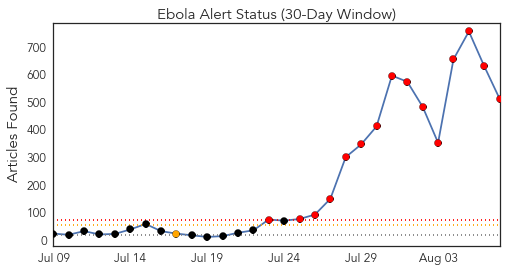 Ebola Alert Status (30-Day Window)
Articles Found
700
600
500
400
300
200
100
0
Jul 09 Jul 14 Jul 19 Jul 24 Jul 29 Aug 03